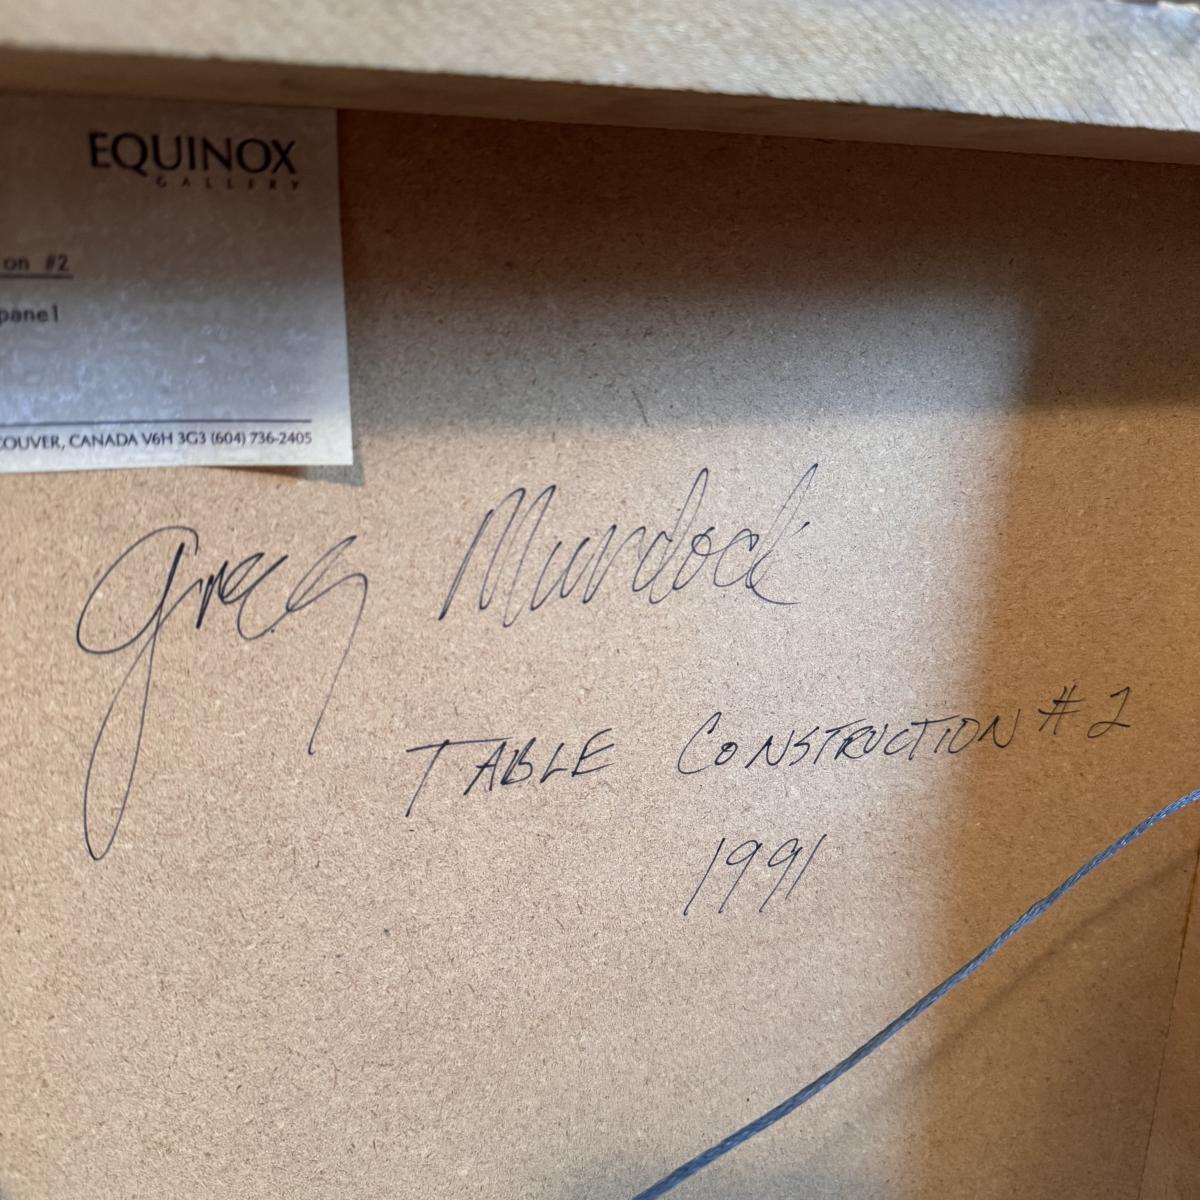 EQUINOX
GALLERY
on #2
panel
COUVER, CANADA V6H 3G3 (604) 736-2405
Greg Murdock
TABLE CONSTRUCTION #2
1991